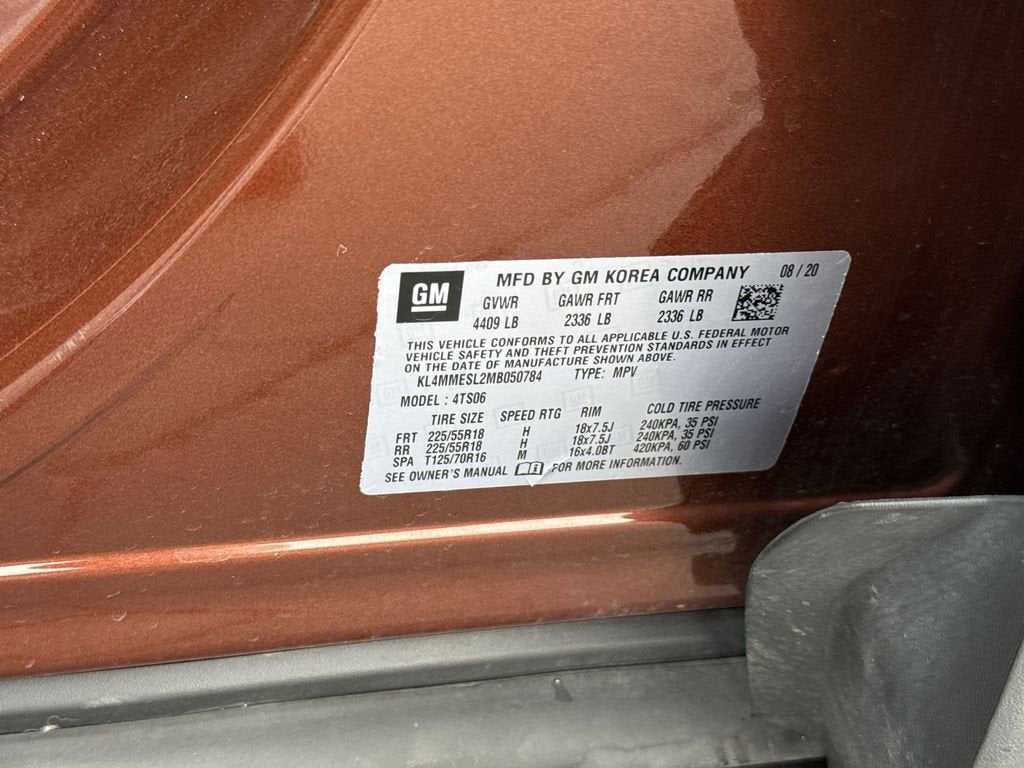 GM
MFD BY GM KOREA COMPANY 08 / 20
GVWR GAWR FRT GAWR RR
4409 LB 2336 LB 2336 LB
THIS VEHICLE CONFORMS TO ALL APPLICABLE U.S. FEDERAL MOTOR
VEHICLE SAFETY AND THEFT PREVENTION STANDARDS IN EFFECT
ON THE DATE OF MANUFACTURE SHOWN ABOVE.
KL4MMESL2MB050784 TYPE: MPV
MODEL : 4TS06
TIRE SIZE SPEED RTG RIM COLD TIRE PRESSURE
FRT 225/55R18 H 18x7.5J 240KPA, 35 PSI
RR 225/55R18 H 18x7.5J 240KPA, 35 PSI
SPA T125/70R16 M 16x4.0BT 420KPA, 60 PSI
SEE OWNER'S MANUAL FOR MORE INFORMATION.